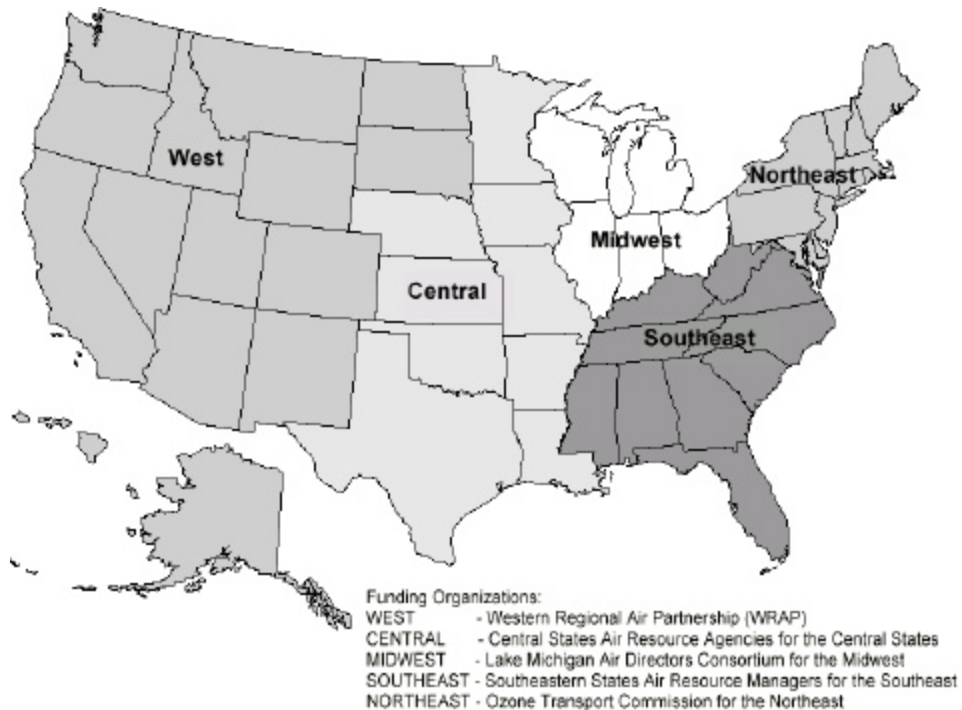 West
Northeast
Midwest
Central
Southeast
Funding Organizations:
WEST - Western Regional Air Partnership (WRAP)
CENTRAL - Central States Air Resource Agencies for the Central States
MIDWEST - Lake Michigan Air Directors Consortium for the Midwest
SOUTHEAST - Southeastern States Air Resource Managers for the Southeast
NORTHEAST - Ozone Transport Commission for the Northeast